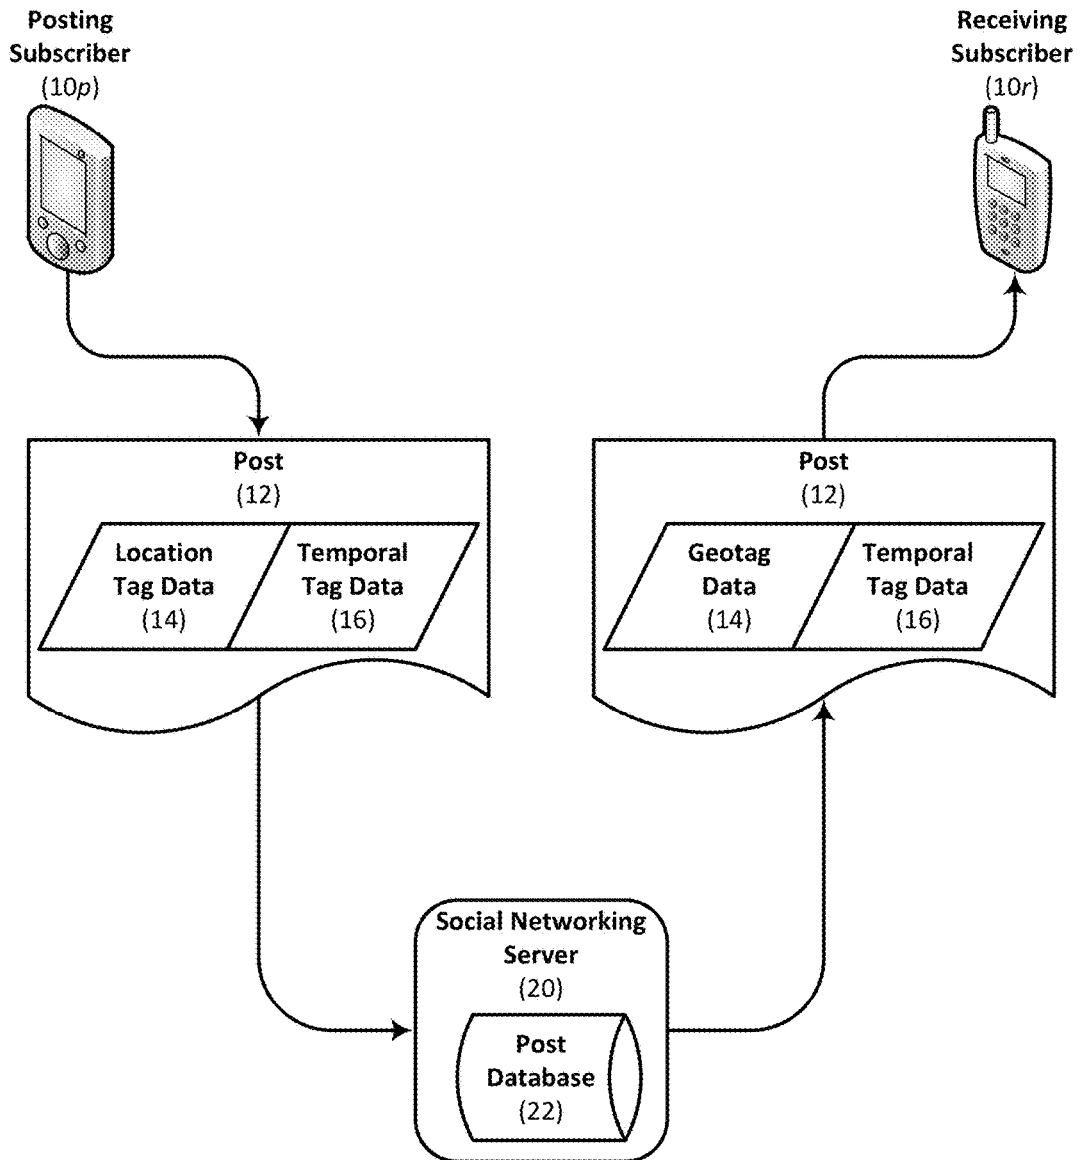 Posting
Subscriber
(10p)
Receiving
Subscriber
(10r)
Post
(12)
Location
Tag Data
(14)
Temporal
Tag Data
(16)
Post
(12)
Geotag
Data
(14)
Temporal
Tag Data
(16)
Social Networking
Server
(20)
Post
Database
(22)